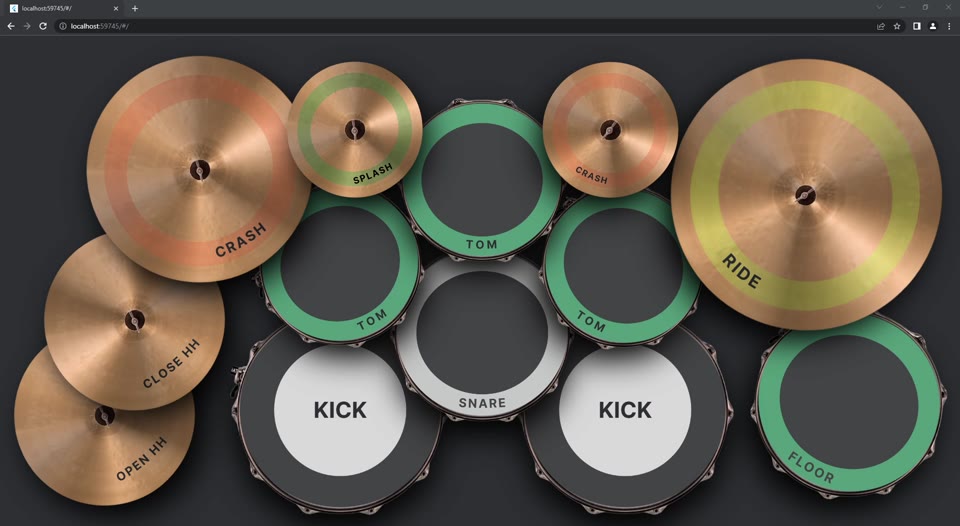 localhost:59745/#/
localhost:59745/#/
CRASH
SPLASH
CRASH
RIDE
TOM
TOM
TOM
CLOSE HH
OPEN HH
SNARE
KICK
KICK
FLOOR